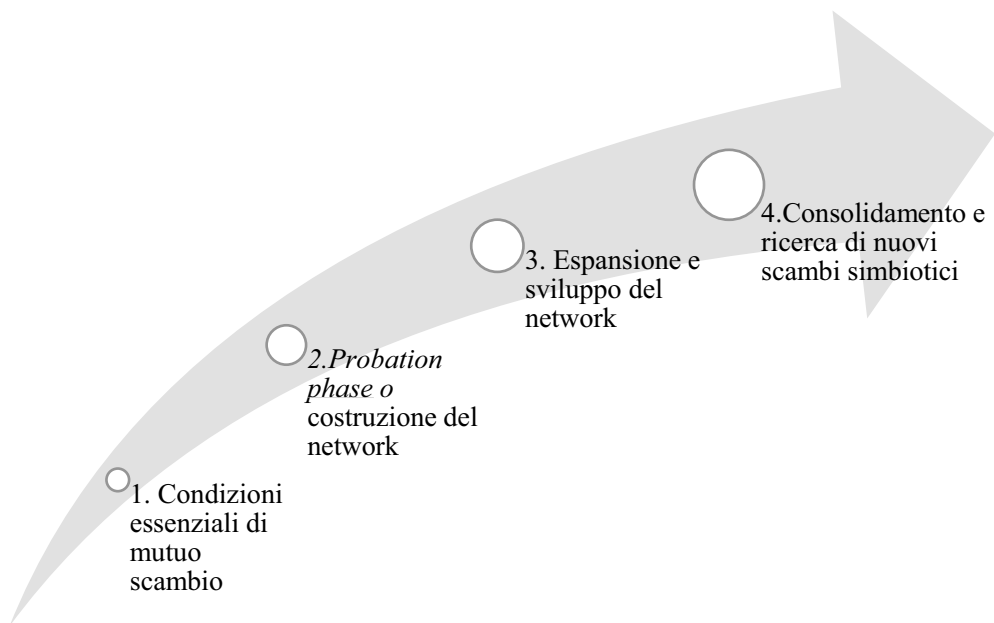 1. Condizioni
essenziali di
mutuo
scambio
2.Probation
phase o
costruzione del
network
3. Espansione e
sviluppo del
network
4.Consolidamento e
ricerca di nuovi
scambi simbiotici